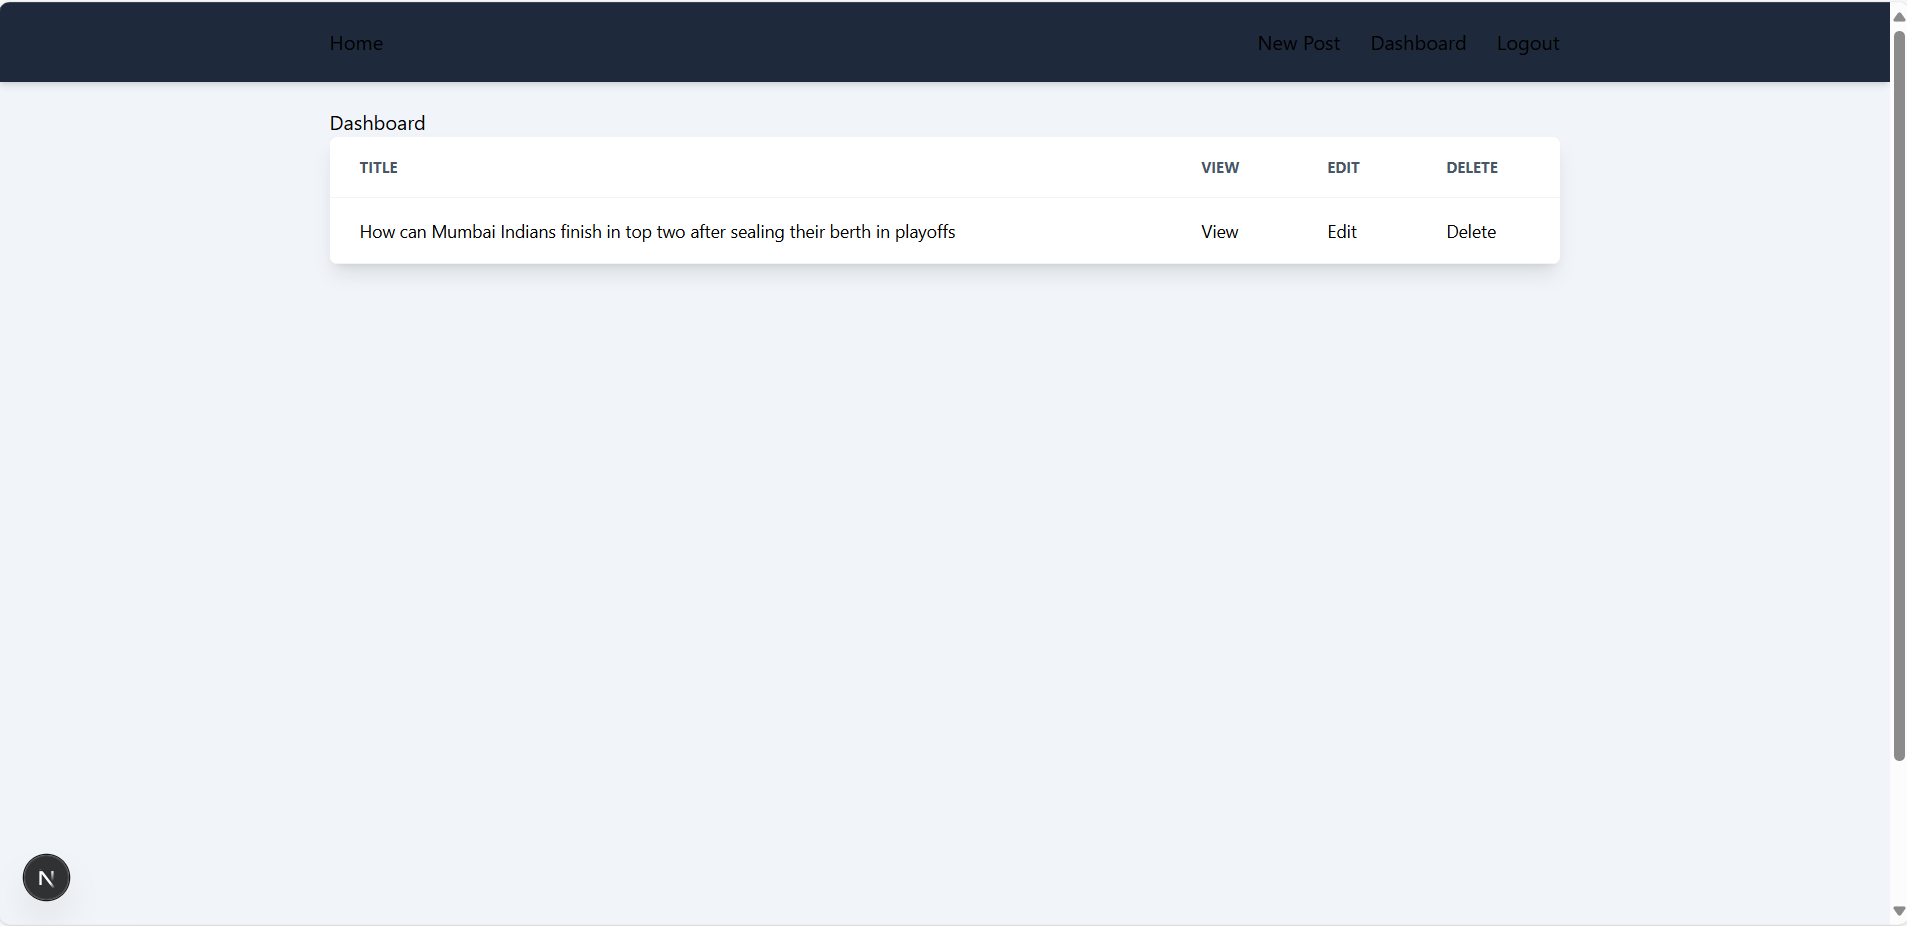 Home New Post Dashboard Logout
Dashboard
TITLE VIEW EDIT DELETE
How can Mumbai Indians finish in top two after sealing their berth in playoffs View Edit Delete
N